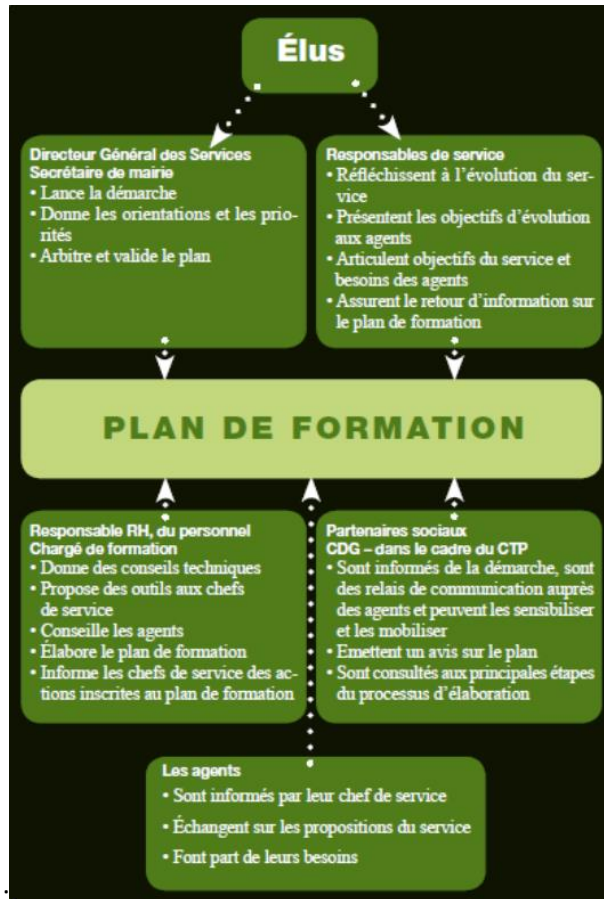 Élus
Directeur Général des Services
Secrétaire de mairie
• Lance la démarche
• Donne les orientations et les prio-
rités
• Arbitre et valide le plan
Responsables de service
• Réfléchissent à l'évolution du ser-
vice
• Présentent les objectifs d'évolution
aux agents
• Articulent objectifs du service et
besoins des agents
• Assurent le retour d'information sur
le plan de formation
PLAN DE FORMATION
Responsable RH, du personnel
Chargé de formation
• Donne des conseils techniques
• Propose des outils aux chefs
de service
• Conseille les agents
• Élabore le plan de formation
• Informe les chefs de service des ac-
tions inscrites au plan de formation
Partenaires sociaux
CDG – dans le cadre du CTP
• Sont informés de la démarche, sont
des relais de communication auprès
des agents et peuvent les sensibiliser
et les mobiliser
• Emettent un avis sur le plan
• Sont consultés aux principales étapes
du processus d'élaboration
Les agents
• Sont informés par leur chef de service
• Échangent sur les propositions du service
• Font part de leurs besoins
.